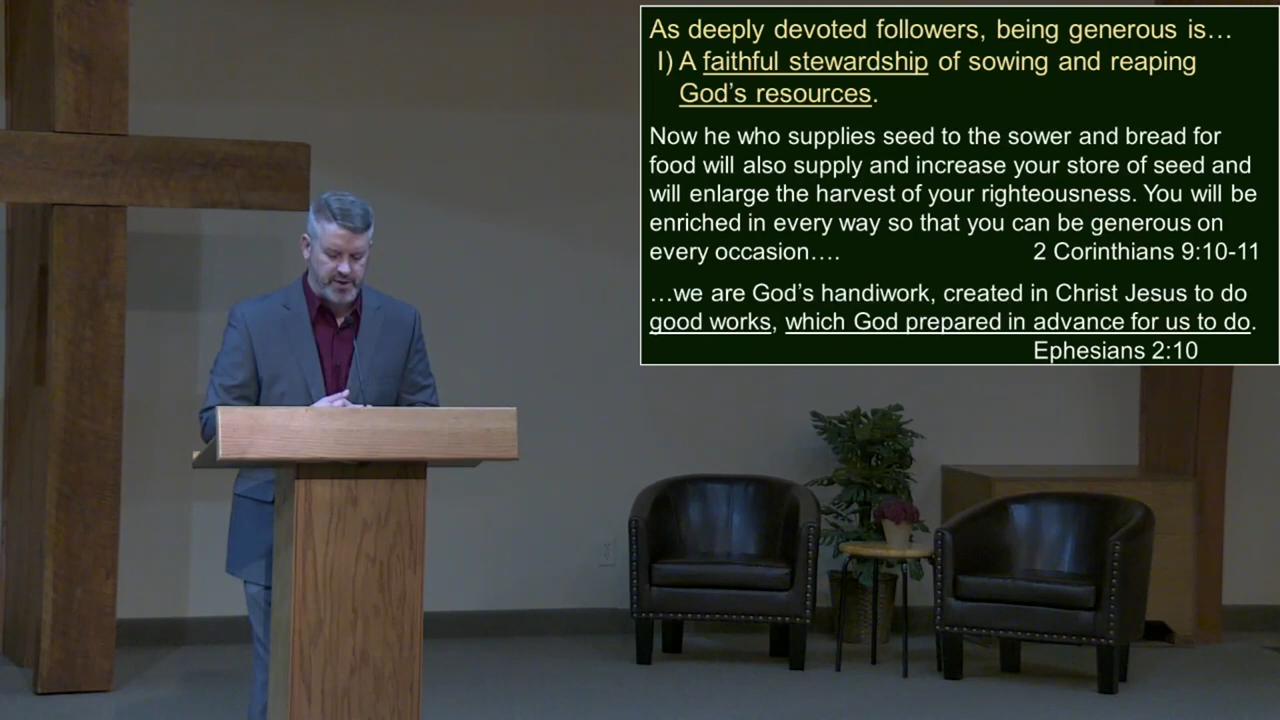 As deeply devoted followers, being generous is…
I) A faithful stewardship of sowing and reaping
God’s resources.
Now he who supplies seed to the sower and bread for
food will also supply and increase your store of seed and
will enlarge the harvest of your righteousness. You will be
enriched in every way so that you can be generous on
every occasion…. 2 Corinthians 9:10-11
…we are God’s handiwork, created in Christ Jesus to do
good works, which God prepared in advance for us to do.
Ephesians 2:10